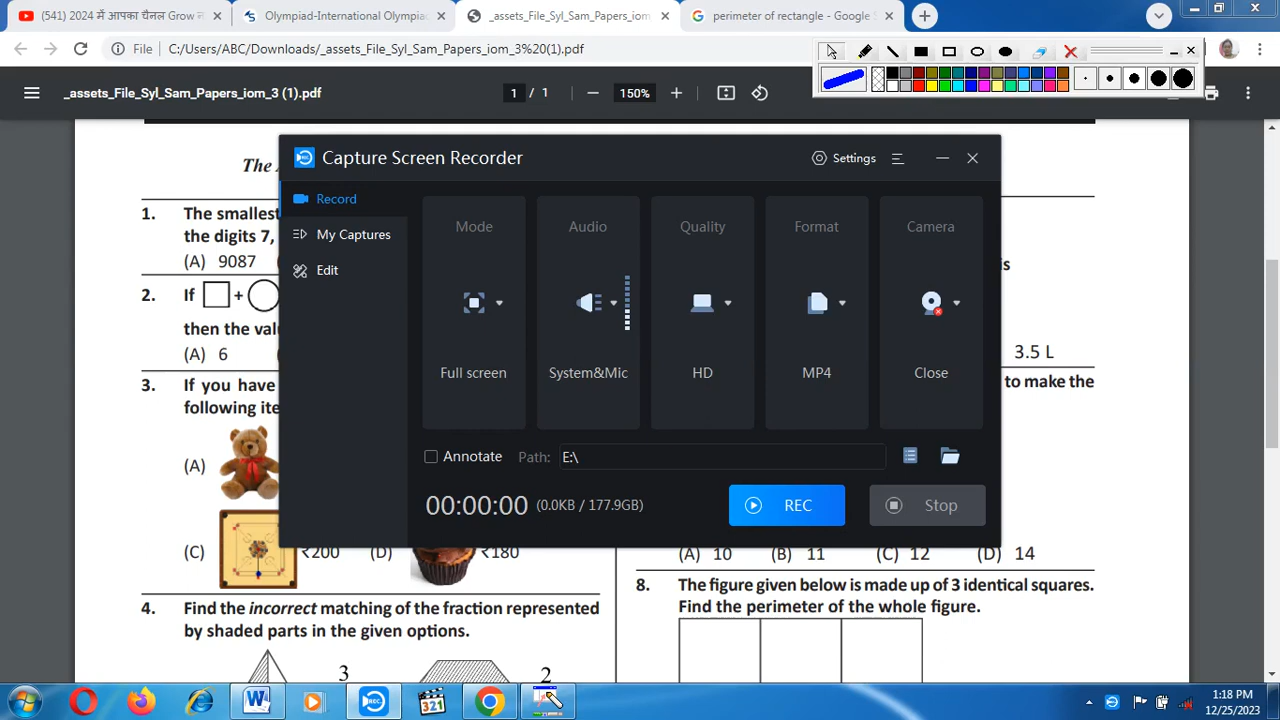 (541) 2024 में आपका चैनल Grow
Olympiad-International Olympia
_assets_File_Syl_Sam_Papers_iom
perimeter of rectangle - Google S
File
C:/Users/ABC/Downloads/_assets_File_Syl_Sam_Papers_iom_3%20(1).pdf
_assets_File_Syl_Sam_Papers_iom_3 (1).pdf
1 / 1
150%
The
Capture Screen Recorder
Settings
Record
My Captures
Edit
Mode
Audio
Quality
Format
Camera
Full screen
System&Mic
HD
MP4
Close
Annotate
Path:
E:\
00:00:00
(0.0KB / 177.9GB)
REC
Stop
1. The smallest
the digits 7,
(A) 9087
2. If □ + ○
then the valu
(A) 6
3. If you have
following ite
(A)
(C) ₹200 (D) ₹180
4. Find the incorrect matching of the fraction represented
by shaded parts in the given options.
3
2
is
3.5 L
to make the
(A) 10 (B) 11 (C) 12 (D) 14
8. The figure given below is made up of 3 identical squares.
Find the perimeter of the whole figure.
REC
321
1:18 PM
12/25/2023